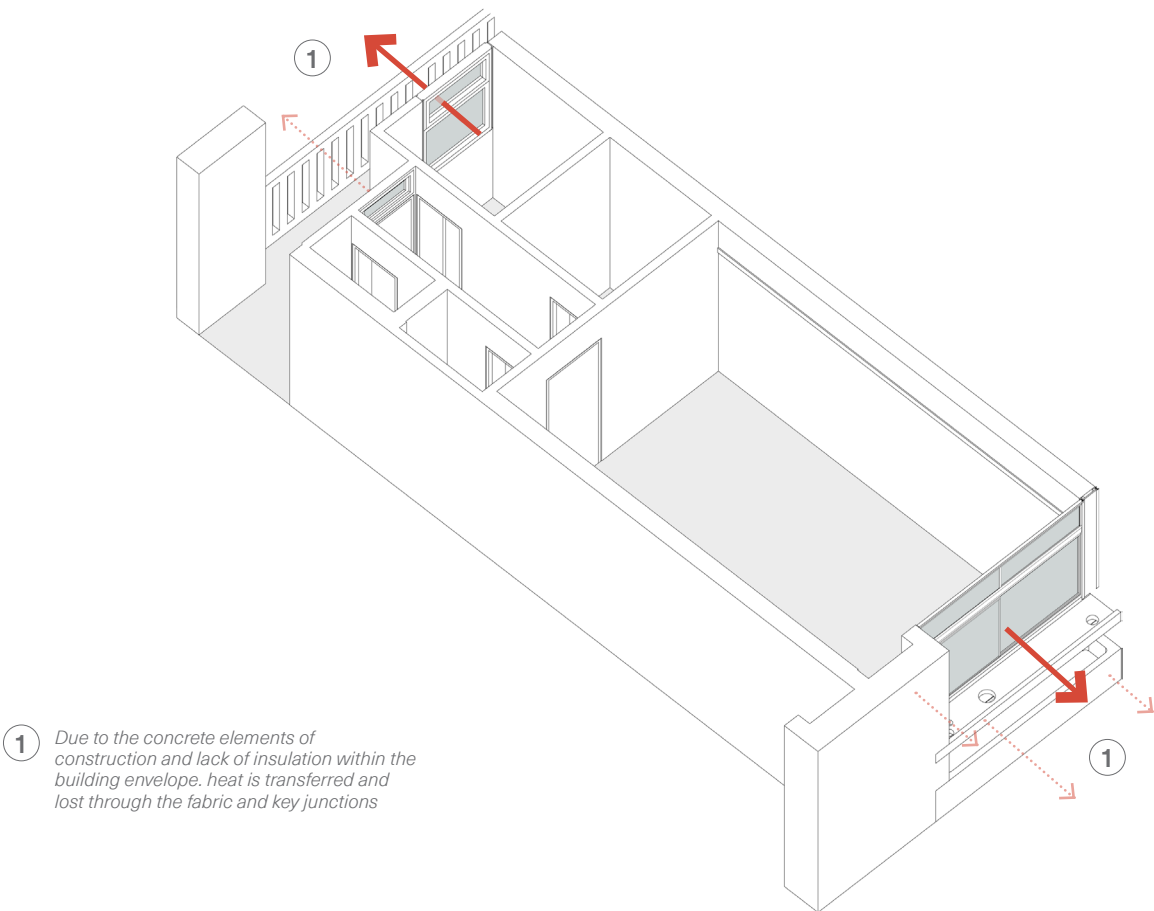 1
1
Due to the concrete elements of
construction and lack of insulation within the
building envelope. heat is transferred and
lost through the fabric and key junctions
1